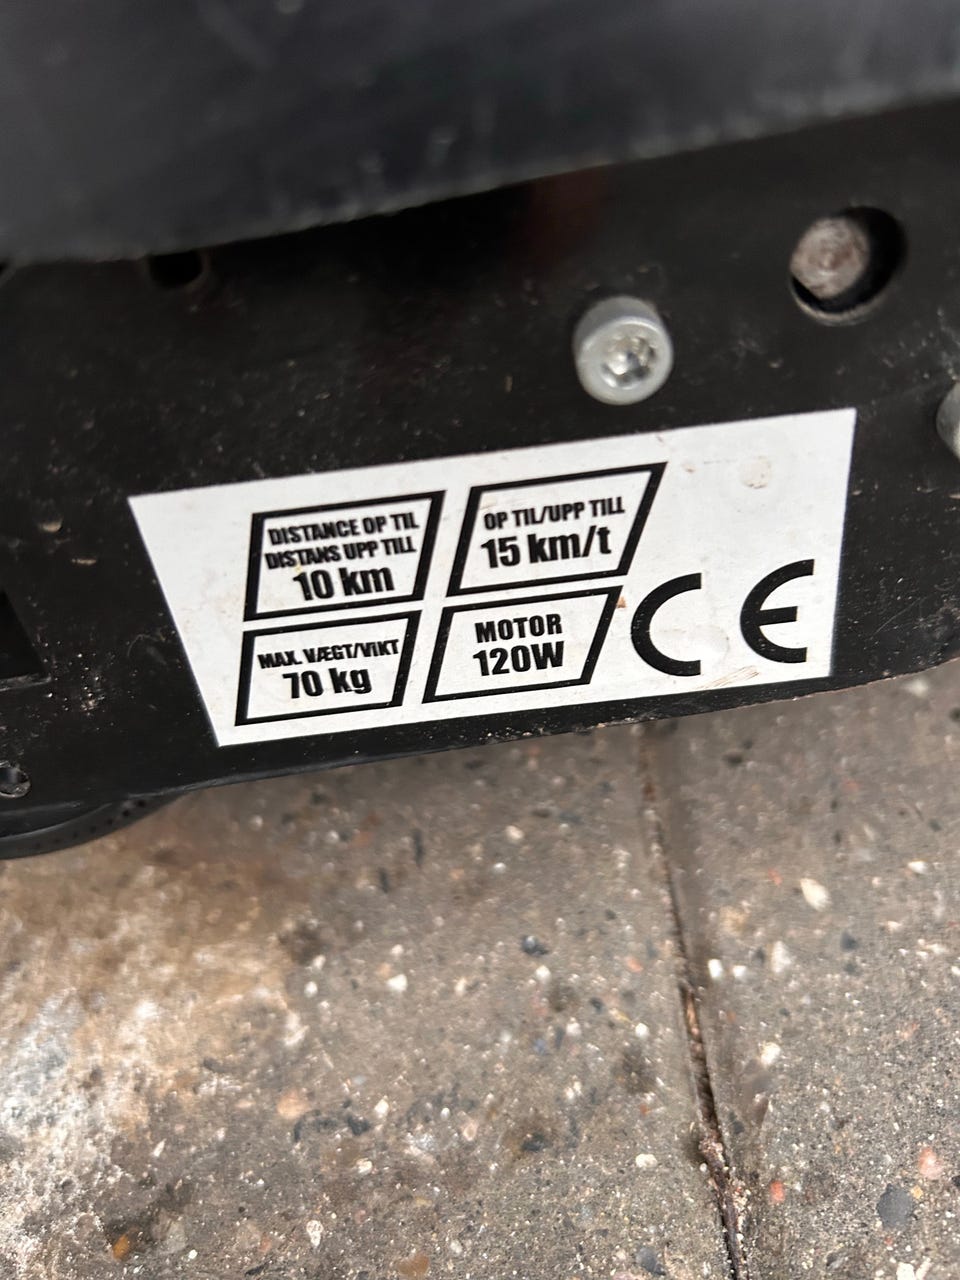 DISTANCE OP TIL
DISTANS UPP TILL
10 km
OP TIL/UPP TILL
15 km/t
MAX. VÆGT/VIKT
70 kg
MOTOR
120W
CE